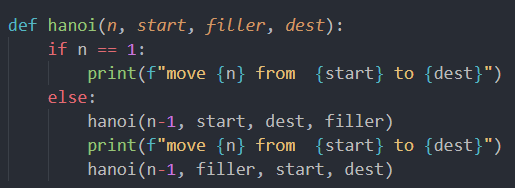 def hanoi(n, start, filler, dest):
    if n == 1:
        print(f"move {n} from  {start} to {dest}")
    else:
        hanoi(n-1, start, dest, filler)
        print(f"move {n} from  {start} to {dest}")
        hanoi(n-1, filler, start, dest)